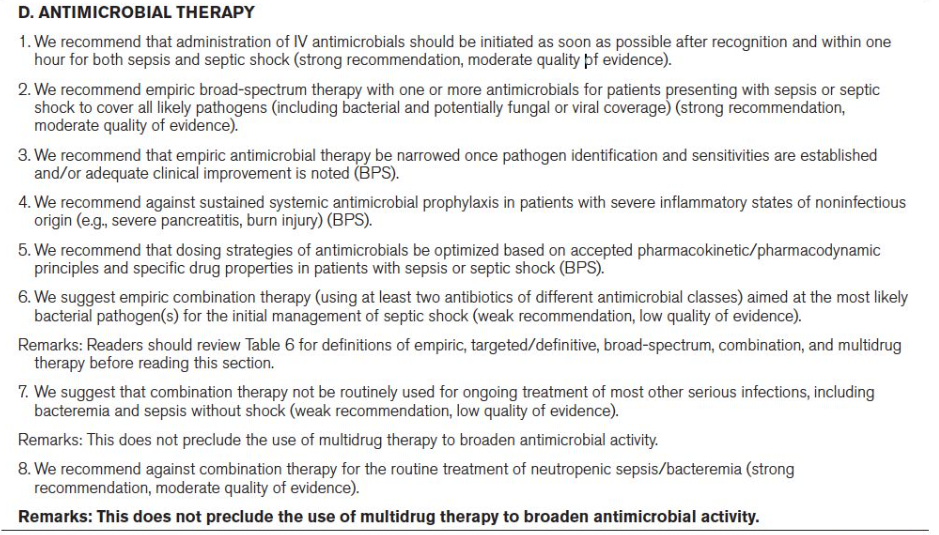 D. ANTIMICROBIAL THERAPY
1. We recommend that administration of IV antimicrobials should be initiated as soon as possible after recognition and within one
hour for both sepsis and septic shock (strong recommendation, moderate quality of evidence).
2. We recommend empiric broad-spectrum therapy with one or more antimicrobials for patients presenting with sepsis or septic
shock to cover all likely pathogens (including bacterial and potentially fungal or viral coverage) (strong recommendation,
moderate quality of evidence).
3. We recommend that empiric antimicrobial therapy be narrowed once pathogen identification and sensitivities are established
and/or adequate clinical improvement is noted (BPS).
4. We recommend against sustained systemic antimicrobial prophylaxis in patients with severe inflammatory states of noninfectious
origin (e.g., severe pancreatitis, burn injury) (BPS).
5. We recommend that dosing strategies of antimicrobials be optimized based on accepted pharmacokinetic/pharmacodynamic
principles and specific drug properties in patients with sepsis or septic shock (BPS).
6. We suggest empiric combination therapy (using at least two antibiotics of different antimicrobial classes) aimed at the most likely
bacterial pathogen(s) for the initial management of septic shock (weak recommendation, low quality of evidence).
Remarks: Readers should review Table 6 for definitions of empiric, targeted/definitive, broad-spectrum, combination, and multidrug
therapy before reading this section.
7. We suggest that combination therapy not be routinely used for ongoing treatment of most other serious infections, including
bacteremia and sepsis without shock (weak recommendation, low quality of evidence).
Remarks: This does not preclude the use of multidrug therapy to broaden antimicrobial activity.
8. We recommend against combination therapy for the routine treatment of neutropenic sepsis/bacteremia (strong
recommendation, moderate quality of evidence).
Remarks: This does not preclude the use of multidrug therapy to broaden antimicrobial activity.